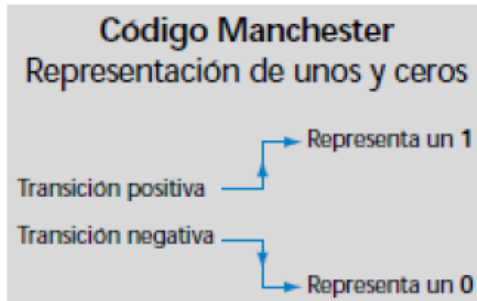 Código Manchester
Representación de unos y ceros
Representa un 1
Transición positiva
Transición negativa
Representa un 0